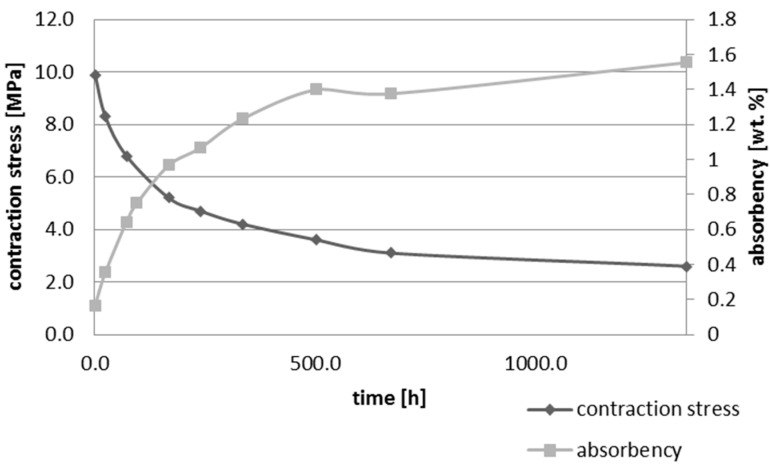 12.0
10.0
8.0
6.0
4.0
2.0
0.0
contraction stress [MPa]
1.8
1.6
1.4
1.2
1
0.8
0.6
0.4
0.2
0
absorbency [wt. %]
0.0 500.0 1000.0
time [h]
contraction stress
absorbency